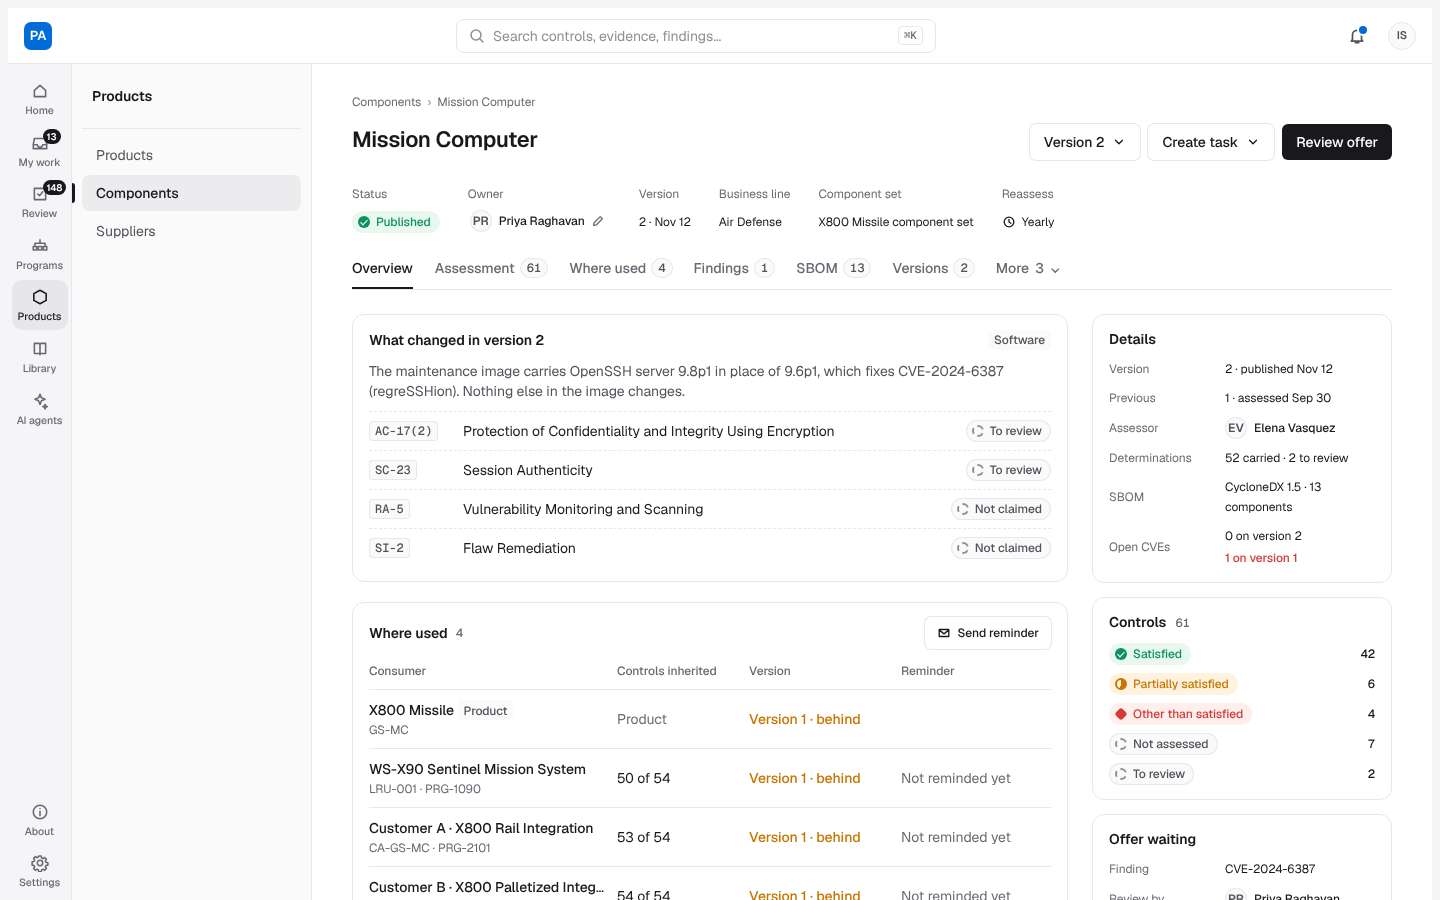 PA
Search controls, evidence, findings...
⌘K
IS
Home
13
My work
148
Review
Programs
Products
Library
AI agents
About
Settings
Products
Products
Components
Suppliers
Components › Mission Computer
Mission Computer
Version 2
Create task
Review offer
Status
Owner
Version
Business line
Component set
Reassess
Published
PR Priya Raghavan
2 · Nov 12
Air Defense
X800 Missile component set
Yearly
Overview
Assessment 61
Where used 4
Findings 1
SBOM 13
Versions 2
More 3
What changed in version 2
Software
The maintenance image carries OpenSSH server 9.8p1 in place of 9.6p1, which fixes CVE-2024-6387
(regreSSHion). Nothing else in the image changes.
AC-17(2) Protection of Confidentiality and Integrity Using Encryption To review
SC-23 Session Authenticity To review
RA-5 Vulnerability Monitoring and Scanning Not claimed
SI-2 Flaw Remediation Not claimed
Where used 4
Send reminder
Consumer Controls inherited Version Reminder
X800 Missile Product
GS-MC
Product
Version 1 · behind
WS-X90 Sentinel Mission System
LRU-001 · PRG-1090
50 of 54
Version 1 · behind
Not reminded yet
Customer A · X800 Rail Integration
CA-GS-MC · PRG-2101
53 of 54
Version 1 · behind
Not reminded yet
Customer B · X800 Palletized Integ...
54 of 54
Version 1 · behind
Not reminded yet
Details
Version 2 · published Nov 12
Previous 1 · assessed Sep 30
Assessor EV Elena Vasquez
Determinations 52 carried · 2 to review
SBOM CycloneDX 1.5 · 13
components
Open CVEs 0 on version 2
1 on version 1
Controls 61
Satisfied 42
Partially satisfied 6
Other than satisfied 4
Not assessed 7
To review 2
Offer waiting
Finding CVE-2024-6387
Review by PR Priya Raghavan